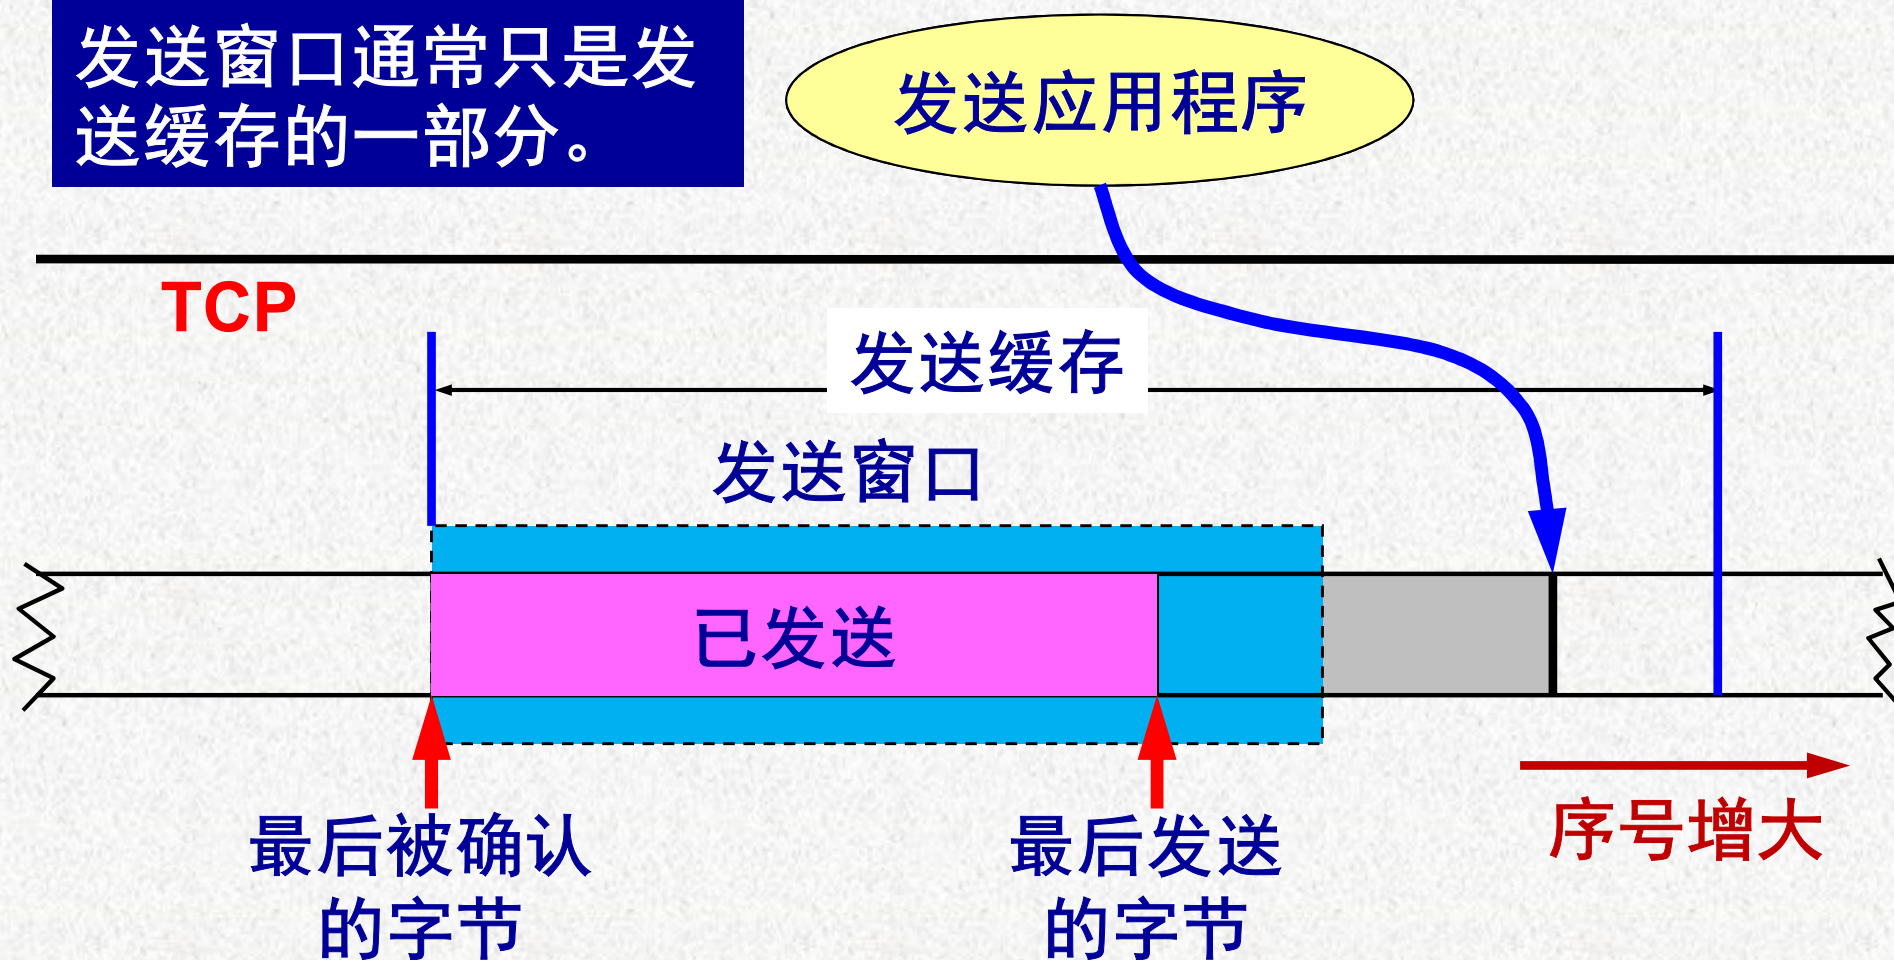 发送窗口通常只是发
送缓存的一部分。
发送应用程序
TCP
发送缓存
发送窗口
已发送
最后被确认
的字节
最后发送
的字节
序号增大